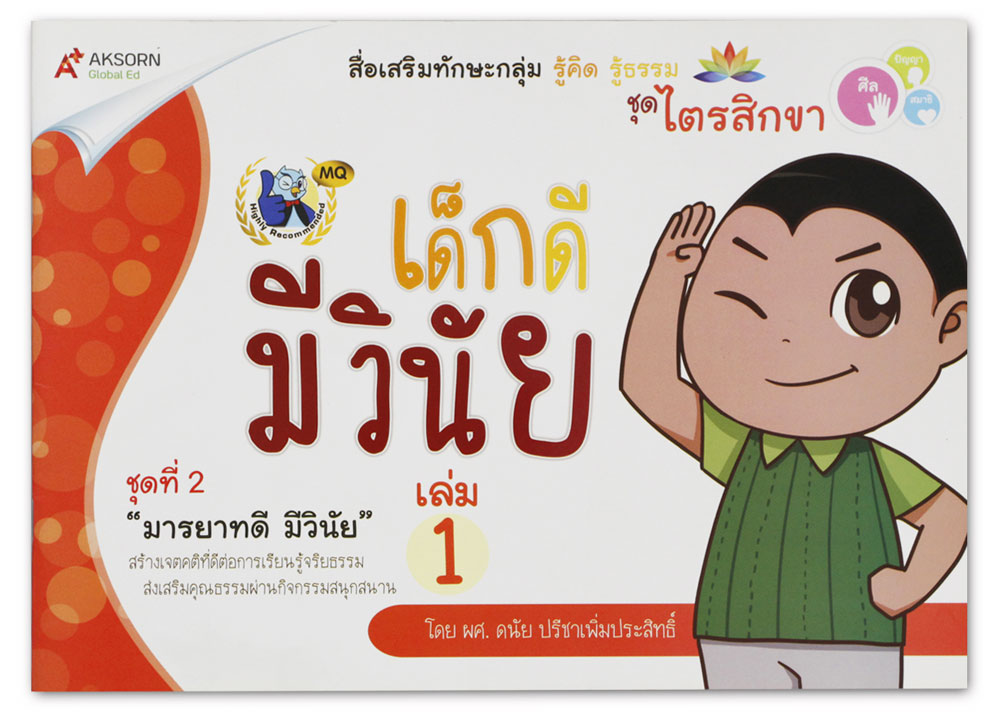 AKSORN
Global Ed
สื่อเสริมทักษะกลุ่ม รู้คิด รู้ธรรม
ชุดไตรสิกขา
ปัญญา
ศีล
สมาธิ
MQ
Highly Recommended
เด็กดี
มีวินัย
ชุดที่ 2
“มารยาทดี มีวินัย”
สร้างเจตคติที่ดีต่อการเรียนรู้จริยธรรม
ส่งเสริมคุณธรรมผ่านกิจกรรมสนุกสนาน
เล่ม
1
โดย ผศ. ดนัย ปรีชาเพิ่มประสิทธิ์